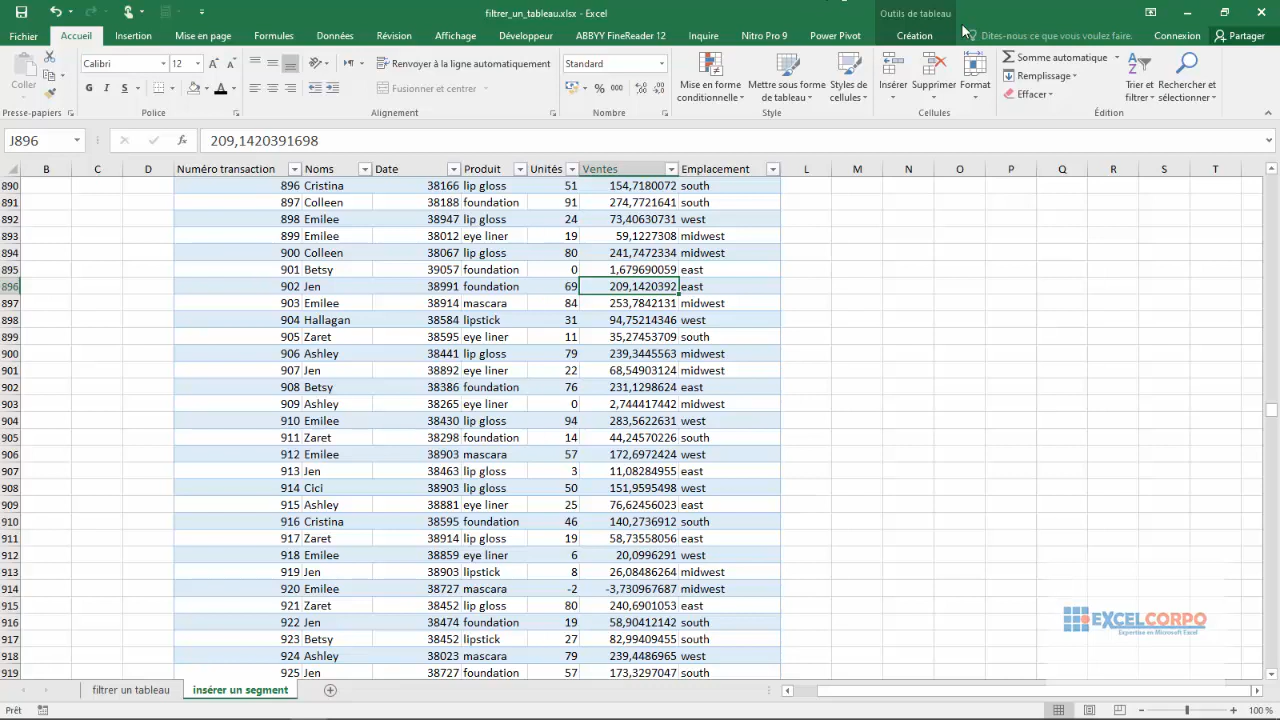 filtrer_un_tableau.xlsx - Excel
Outils de tableau
Fichier Accueil Insertion Mise en page Formules Données Révision Affichage Développeur ABBYY FineReader 12 Inquire Nitro Pro 9 Power Pivot Création Dites-nous ce que vous voulez faire. Connexion Partager
Coller
Calibri 12
G I S A
Renvoyer à la ligne automatiquement
Fusionner et centrer
Standard
% 000
Mise en forme conditionnelle
Mettre sous forme de tableau
Styles de cellules
Insérer Supprimer Format
Somme automatique
Remplissage
Effacer
Trier et filtrer
Rechercher et sélectionner
Presse-papiers Police Alignement Nombre Style Cellules Édition
J896 fx 209,1420391698
B C D Numéro transaction Noms Date Produit Unités Ventes Emplacement L M N O P Q R S T
890 896 Cristina 38166 lip gloss 51 154,7180072 south
891 897 Colleen 38188 foundation 91 274,7721641 south
892 898 Emilee 38947 lip gloss 24 73,40630731 west
893 899 Emilee 38012 eye liner 19 59,1227308 midwest
894 900 Colleen 38067 lip gloss 80 241,7472334 midwest
895 901 Betsy 39057 foundation 0 1,679690059 east
896 902 Jen 38991 foundation 69 209,1420392 east
897 903 Emilee 38914 mascara 84 253,7842131 midwest
898 904 Hallagan 38584 lipstick 31 94,75214346 west
899 905 Zaret 38595 eye liner 11 35,27453709 south
900 906 Ashley 38441 lip gloss 79 239,3445563 midwest
901 907 Jen 38892 eye liner 22 68,54903124 midwest
902 908 Betsy 38386 foundation 76 231,1298624 east
903 909 Ashley 38265 eye liner 0 2,744417442 midwest
904 910 Emilee 38430 lip gloss 94 283,5622631 west
905 911 Zaret 38298 foundation 14 44,24570226 south
906 912 Emilee 38903 mascara 57 172,6972424 west
907 913 Jen 38463 lip gloss 3 11,08284955 east
908 914 Cici 38903 lip gloss 50 151,9595498 west
909 915 Ashley 38881 eye liner 25 76,62456023 east
910 916 Cristina 38595 foundation 46 140,2736912 south
911 917 Zaret 38914 lip gloss 19 58,73558056 east
912 918 Emilee 38859 eye liner 6 20,0996291 west
913 919 Jen 38903 lipstick 8 26,08486264 midwest
914 920 Emilee 38727 mascara -2 -3,730967687 midwest
915 921 Zaret 38452 lip gloss 80 240,6901053 east
916 922 Jen 38474 foundation 19 58,90412142 south
917 923 Betsy 38452 lipstick 27 82,99409455 west
918 924 Ashley 38023 mascara 79 239,4486965 west
919 925 Jen 38727 foundation 57 173,3297047 south
EXCELCORPO
Expertise en Microsoft Excel
filtrer un tableau insérer un segment
Prêt 100 %